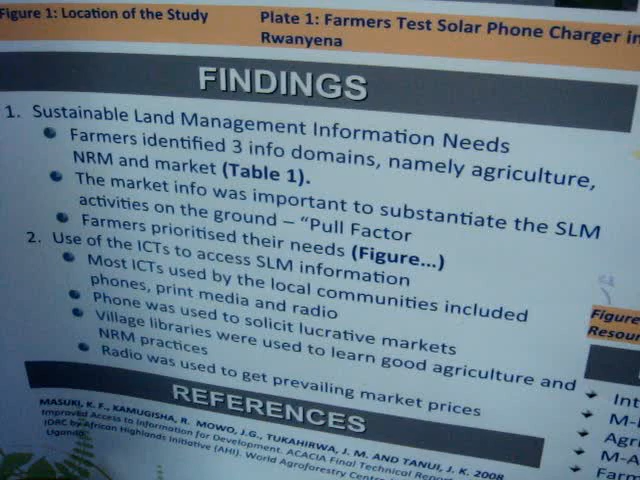 Figure 1: Location of the Study
Plate 1: Farmers Test Solar Phone Charger in
Rwanyena
FINDINGS
1. Sustainable Land Management Information Needs
Farmers identified 3 info domains, namely agriculture,
NRM and market (Table 1).
The market info was important to substantiate the SLM
activities on the ground – "Pull Factor
Farmers prioritised their needs (Figure...)
2. Use of the ICTs to access SLM information
Most ICTs used by the local communities included
phones, print media and radio
Phone was used to solicit lucrative markets
Village libraries were used to learn good agriculture and
NRM practices
Radio was used to get prevailing market prices
REFERENCES
MASUKI, K. F., KAMUGISHA, R. MOWO, J.G., TUKAHIRWA, J. M. AND TANUI, J. K. 2008
Improved Access to Information for Development. ACACIA Final Technical Report
IDRC by African Highlands Initiative (AHI). World Agroforestry Centre
Uganda
Figure
Resour
Int
M-
Agri
M-A
Farm